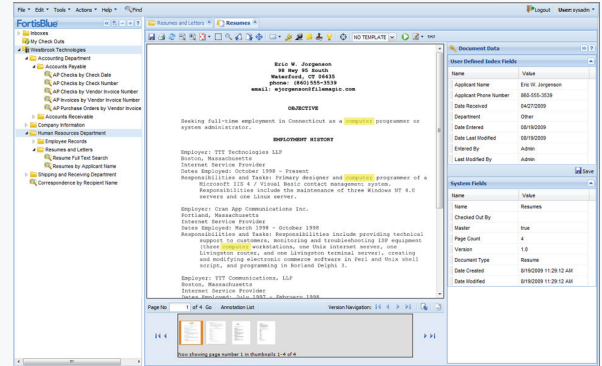 File Edit Tools Actions Help Find
Logout User: sysadm
FortisBlue
Inboxes
My Check Outs
Westbrook Technologies
Accounting Department
Accounts Payable
AP Checks by Check Date
AP Checks by Check Number
AP Checks by Vendor Invoice Number
AP Invoices by Vendor Invoice Number
AP Purchase Orders by Vendor Invoice
Accounts Receivable
Company Information
Human Resources Department
Employee Records
Resumes and Letters
Resume Full Text Search
Resumes by Applicant Name
Shipping and Receiving Department
Correspondence by Recipient Name
Resumes and Letters
Resumes
NO TEMPLATE
Eric W. Jorgenson
98 Hwy 95 South
Waterford, CT 06435
phone: (860)555-3539
email: ejorgenson@filemagic.com
OBJECTIVE
Seeking full-time employment in Connecticut as a computer programmer or
system administrator.
EMPLOYMENT HISTORY
Employer: TTT Technologies LLP
Boston, Massachusetts
Internet Service Provider
Dates Employed: October 1998 - Present
Responsibilities and Tasks: Primary designer and computer programmer of a
Microsoft IIS 4 / Visual Basic contact management system.
Responsibilities include the maintenance of three Windows NT 4.0
servers and one Linux server.
Employer: Cran App Communications Inc.
Portland, Massachusetts
Internet Service Provider
Dates Employed: March 1998 - October 1998
Responsibilities and Tasks: Responsibilities include providing technical
support to customers, monitoring and troubleshooting ISP equipment
(three computer workstations, one Unix internet server, one
Livingston router, and one Livingston terminal server), creating
and modifying electronic commerce software in Perl and Unix shell
script, and programming in Borland Delphi 3.
Employer: TTT Communications, LLP
Boston, Massachusetts
Internet Service Provider
Dates Employed: July 1997 - February 1998
Page No 1 of 4 Go Annotation List Version Navigation: 1
Now showing page number 1 in thumbnails 1-4 of 4
Document Data
User Defined Index Fields
Name Value
Applicant Name Eric W. Jorgenson
Applicant Phone Number 860-555-3539
Date Received 04/27/2009
Department Other
Date Entered 08/19/2009
Date Last Modified 08/19/2009
Entered By Admin
Last Modified By Admin
Save
System Fields
Name Value
Name Resumes
Checked Out By
Master true
Page Count 4
Version 1.0
Document Type Resume
Date Created 8/19/2009 11:29:12 AM
Date Modified 8/19/2009 11:29:12 AM